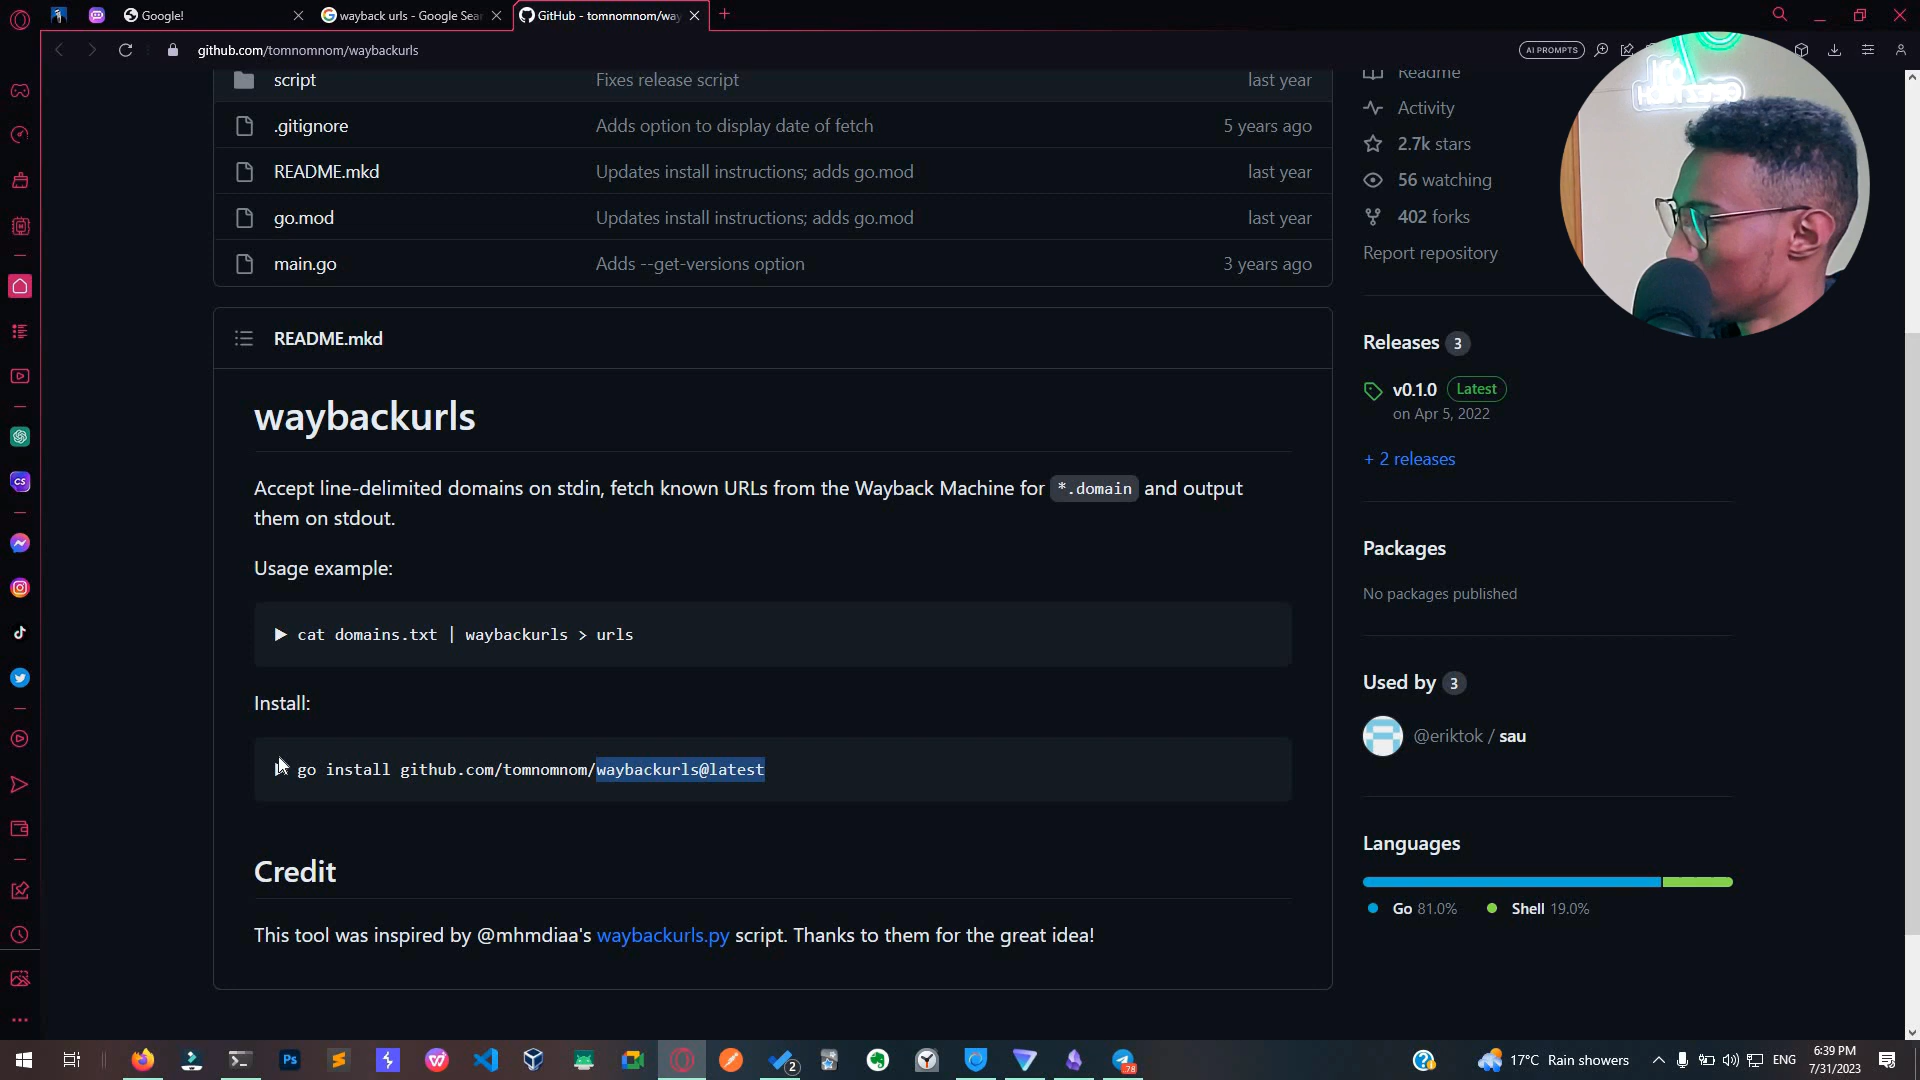 Google!
wayback urls - Google Sear
GitHub - tomnomnom/way
github.com/tomnomnom/waybackurls
AI PROMPTS
script Fixes release script last year
.gitignore Adds option to display date of fetch 5 years ago
README.mkd Updates install instructions; adds go.mod last year
go.mod Updates install instructions; adds go.mod last year
main.go Adds --get-versions option 3 years ago
README.mkd
waybackurls
Accept line-delimited domains on stdin, fetch known URLs from the Wayback Machine for *.domain and output
them on stdout.
Usage example:
▶ cat domains.txt | waybackurls > urls
Install:
▶ go install github.com/tomnomnom/waybackurls@latest
Credit
This tool was inspired by @mhmdiaa's waybackurls.py script. Thanks to them for the great idea!
Readme
Activity
2.7k stars
56 watching
402 forks
Report repository
Releases 3
v0.1.0 Latest
on Apr 5, 2022
+ 2 releases
Packages
No packages published
Used by 3
@eriktok / sau
Languages
Go 81.0% Shell 19.0%
CS
Ps
2
78
17°C Rain showers
ENG
6:39 PM
7/31/2023